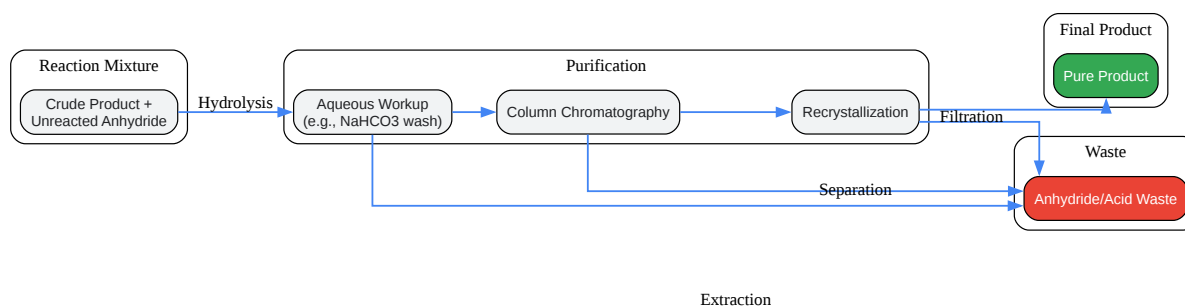 Final Product
Pure Product
Reaction Mixture
Crude Product +
Unreacted Anhydride
Hydrolysis
Purification
Aqueous Workup
(e.g., NaHCO3 wash)
Column Chromatography
Recrystallization
Filtration
Waste
Anhydride/Acid Waste
Separation
Extraction